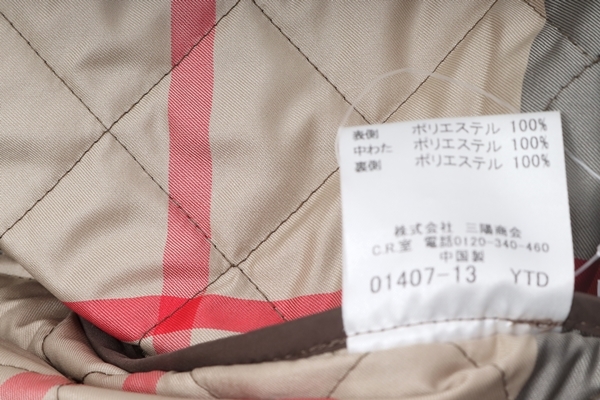 表側 ポリエステル 100%
中わた ポリエステル 100%
裏側 ポリエステル 100%
株式会社 三陽商会
C.R.室 電話0120-340-460
中国製
01407-13 YTD